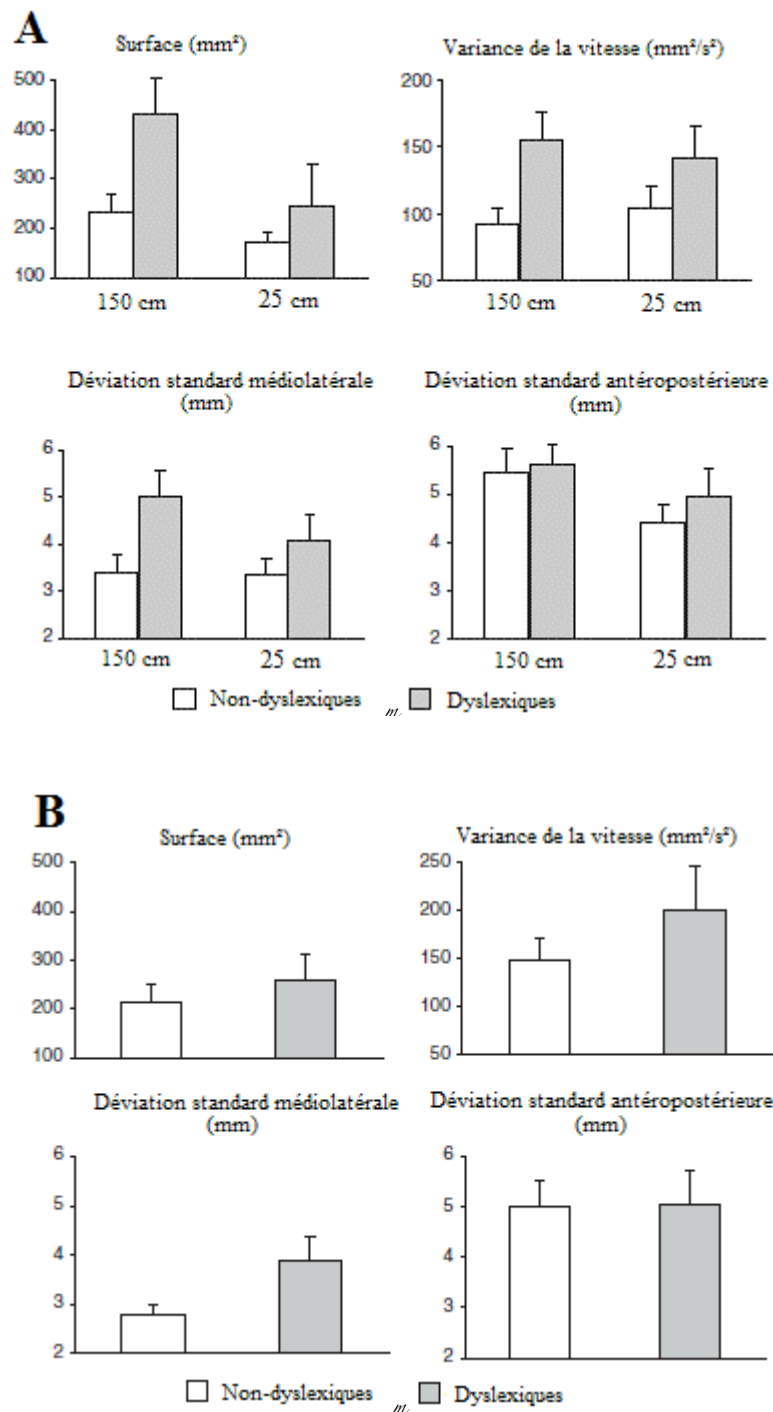 A
Surface (mm²)
Variance de la vitesse (mm²/s²)
500
400
300
200
100
150 cm
25 cm
200
150
100
50
150 cm
25 cm
Déviation standard médiolatérale
(mm)
Déviation standard antéropostérieure
(mm)
6
5
4
3
2
150 cm
25 cm
6
5
4
3
2
150 cm
25 cm
Non-dyslexiques
m.
Dyslexiques
B
Surface (mm²)
Variance de la vitesse (mm²/s²)
500
400
300
200
100
250
200
150
100
50
Déviation standard médiolatérale
(mm)
Déviation standard antéropostérieure
(mm)
6
5
4
3
2
6
5
4
3
2
Non-dyslexiques
m.
Dyslexiques